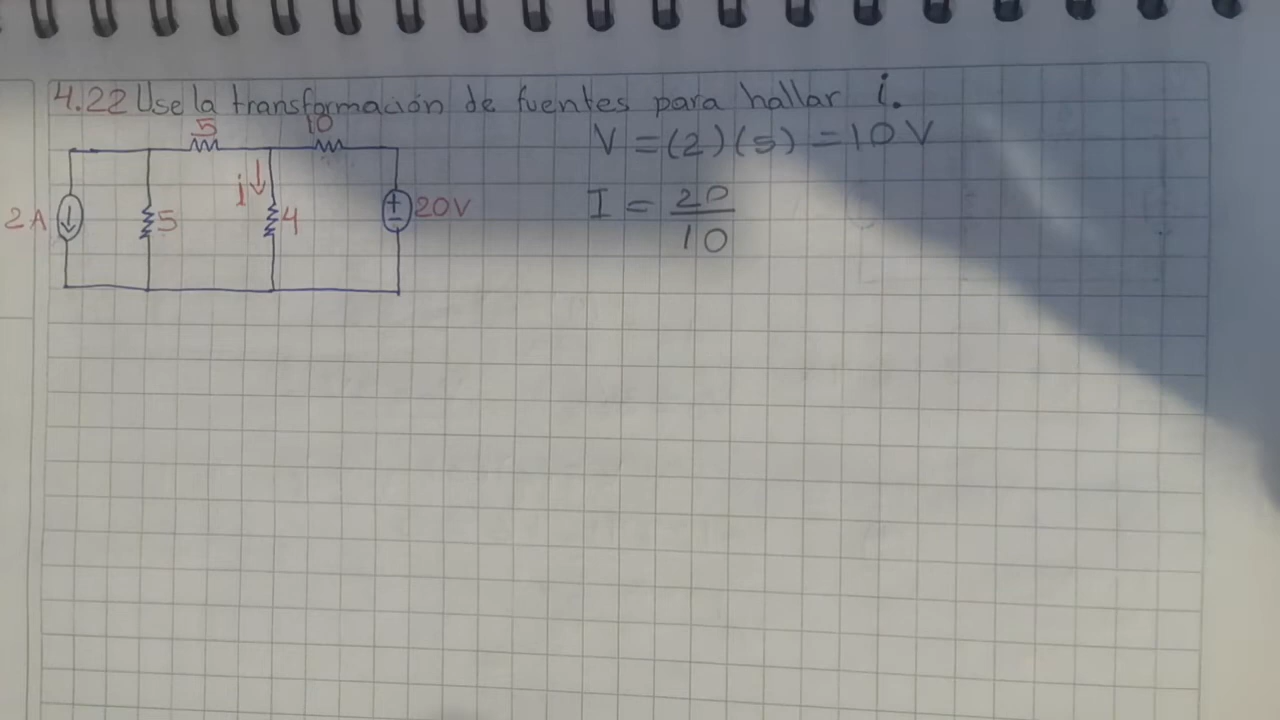 4.22 Use la transformación de fuentes para hallar i.
5 10
V = (2)(5) = 10 V
2 A 5 i 4 + - 20V
I = 20
10